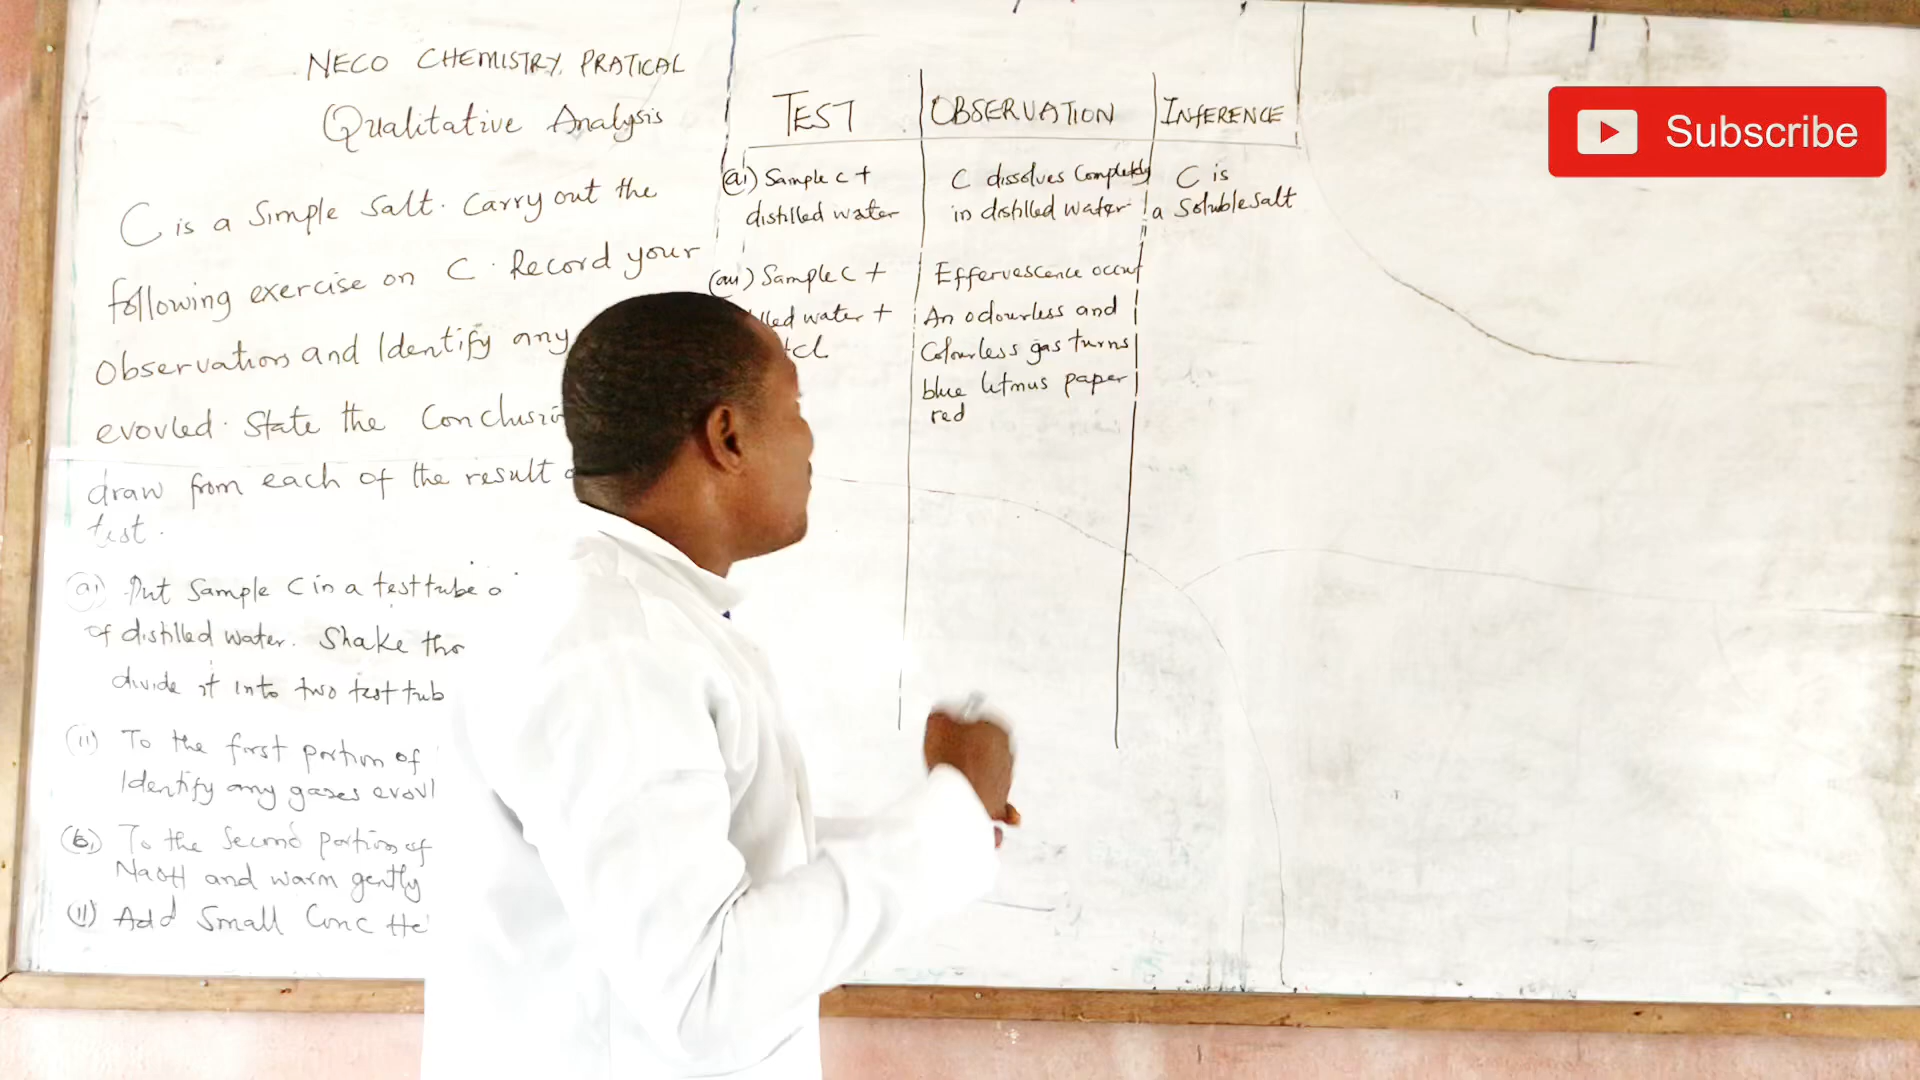 NECO CHEMISTRY PRATICAL
Qualitative Analysis
C is a Simple Salt. Carry out the
following exercise on C. Record your
Observations and Identify any
evovled. State the
draw from each of the result
test.
(ai) Put Sample C in a test tube
of distilled water. Shake
divide it into two test
(ii) To the first portion of
Identify any gases
(bi) To the Second portion of
NaOH and warm gently
(ii) Add Small Conc
TEST
(ai) Sample C +
distilled water
(aii) Sample C +
water +
OBSERVATION
C dissolves Completely
in distilled water.
Effervescence occur
An odourless and
Colourless gas turns
blue litmus paper
red
INFERENCE
C is
a Soluble Salt
Subscribe